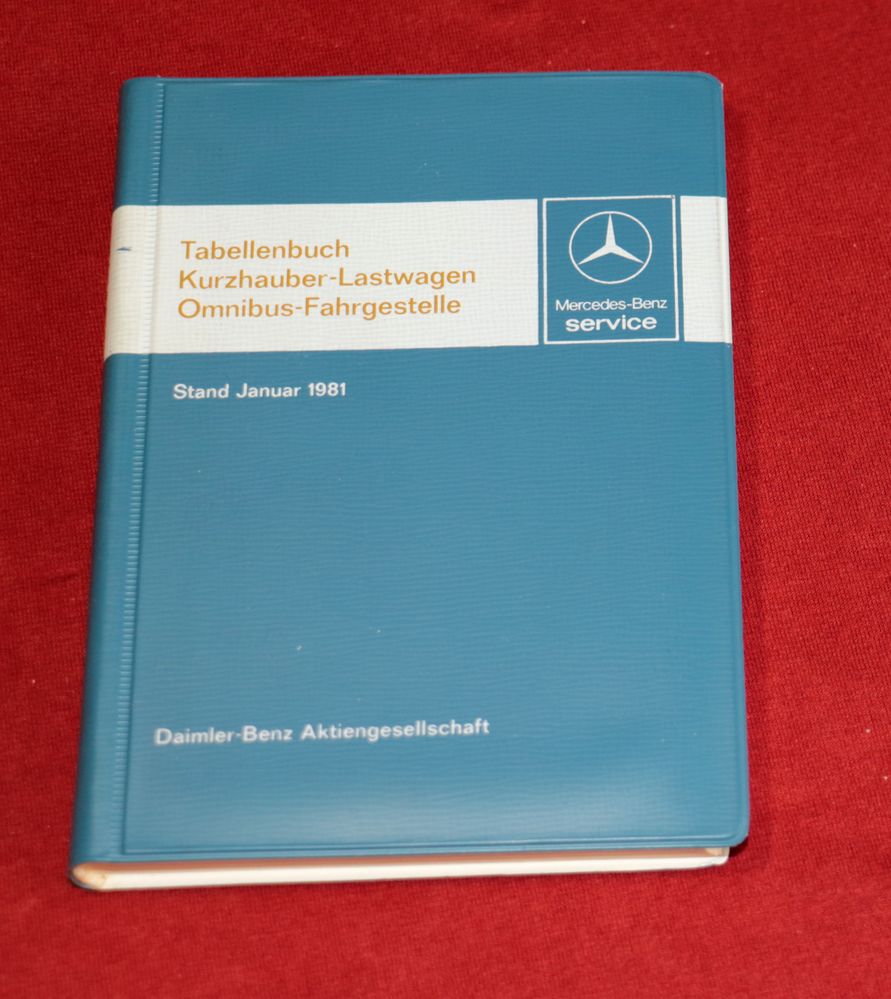 Tabellenbuch
Kurzhauber-Lastwagen
Omnibus-Fahrgestelle
Mercedes-Benz
service
Stand Januar 1981
Daimler-Benz Aktiengesellschaft